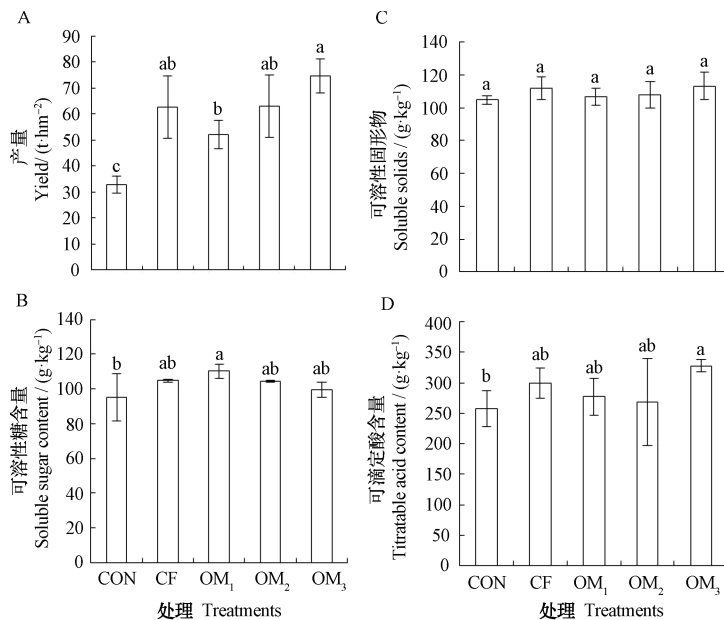 A
产量
Yield/ (t·hm⁻²)
90
80
70
60
50
40
30
20
10
0
c
ab
b
ab
a
B
可溶性糖含量
Soluble sugar content / (g·kg⁻¹)
140
120
100
80
60
40
20
0
b
ab
a
ab
ab
CON CF OM₁ OM₂ OM₃
处理 Treatments
C
可溶性固形物
Soluble solids / (g·kg⁻¹)
140
120
100
80
60
40
20
0
a
a
a
a
a
D
可滴定酸含量
Titratable acid content / (g·kg⁻¹)
400
350
300
250
200
150
100
50
0
b
ab
ab
ab
a
CON CF OM₁ OM₂ OM₃
处理 Treatments